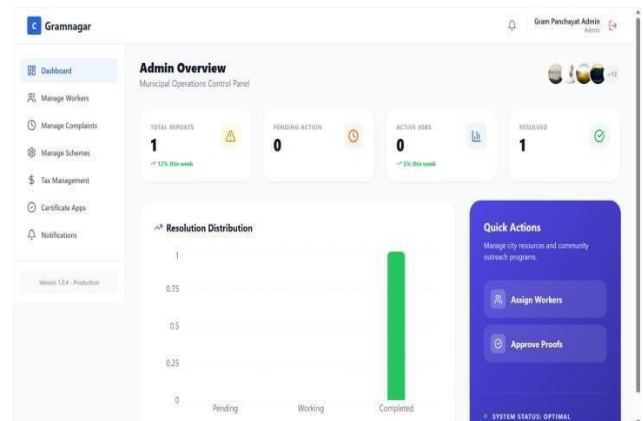 C Gramnagar
Gram Panchayat Admin
Admin
Dashboard
Manage Workers
Manage Complaints
Manage Schemes
Tax Management
Certificate Apps
Notifications
Version 1.0.4 - Production
Admin Overview
Municipal Operations Control Panel
+12
TOTAL REPORTS
1
12% this week
PENDING ACTION
0
ACTIVE JOBS
0
5% this week
RESOLVED
1
Resolution Distribution
1
0.75
0.5
0.25
0
Pending Working Completed
Quick Actions
Manage city resources and community
outreach programs.
Assign Workers
Approve Proofs
SYSTEM STATUS: OPTIMAL